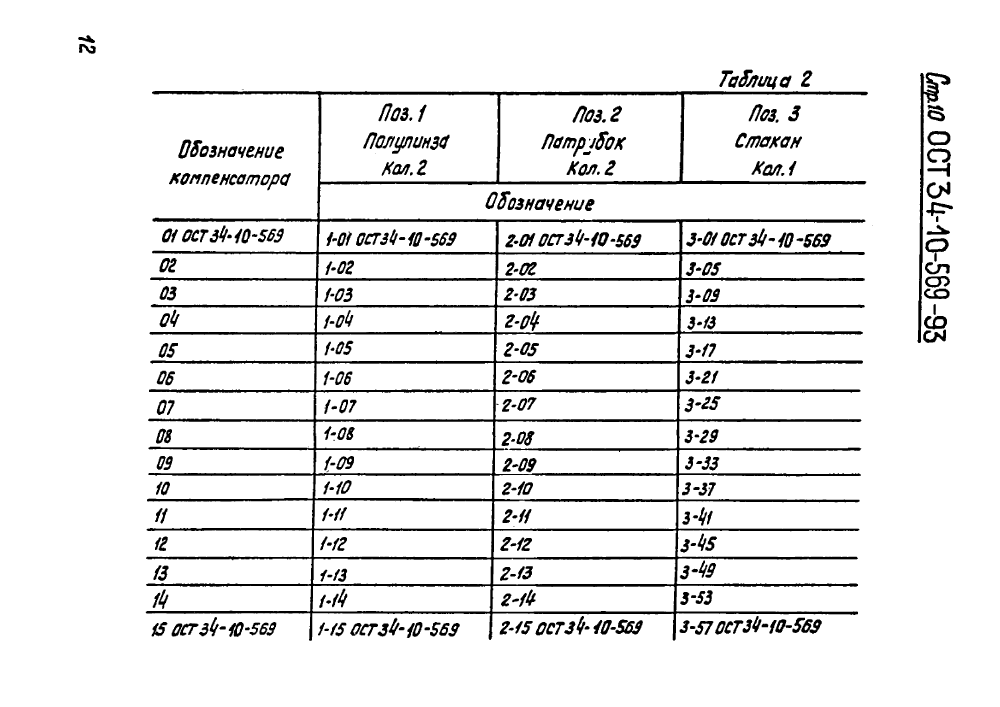 12
Стр.10 ОСТ 34-10-569-93
Таблица 2
Обозначение компенсатора | Поз. 1 Полулинза Кол. 2 | Поз. 2 Патрубок Кол. 2 | Поз. 3 Стакан Кол. 1
Обозначение
01 ОСТ 34-10-569 | 1-01 ОСТ34-10-569 | 2-01 ОСТ34-10-569 | 3-01 ОСТ 34-10-569
02 | 1-02 | 2-02 | 3-05
03 | 1-03 | 2-03 | 3-09
04 | 1-04 | 2-04 | 3-13
05 | 1-05 | 2-05 | 3-17
06 | 1-06 | 2-06 | 3-21
07 | 1-07 | 2-07 | 3-25
08 | 1-08 | 2-08 | 3-29
09 | 1-09 | 2-09 | 3-33
10 | 1-10 | 2-10 | 3-37
11 | 1-11 | 2-11 | 3-41
12 | 1-12 | 2-12 | 3-45
13 | 1-13 | 2-13 | 3-49
14 | 1-14 | 2-14 | 3-53
15 ОСТ 34-10-569 | 1-15 ОСТ 34-10-569 | 2-15 ОСТ34-10-569 | 3-57 ОСТ34-10-569